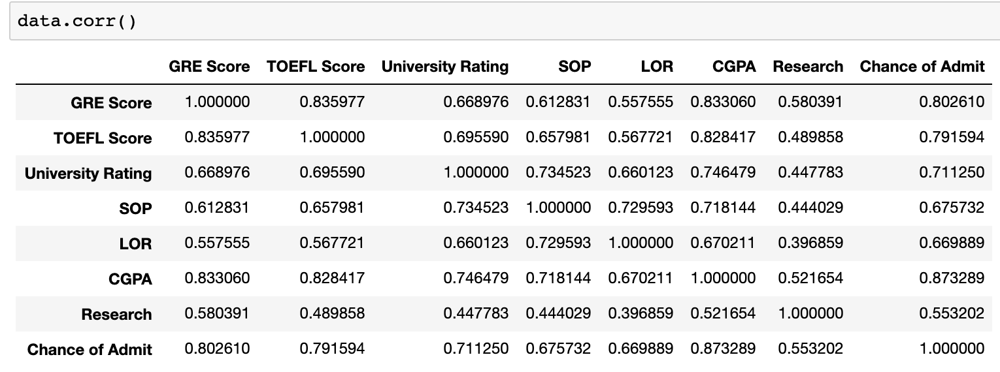 data.corr()
GRE Score TOEFL Score University Rating SOP LOR CGPA Research Chance of Admit
GRE Score 1.000000 0.835977 0.668976 0.612831 0.557555 0.833060 0.580391 0.802610
TOEFL Score 0.835977 1.000000 0.695590 0.657981 0.567721 0.828417 0.489858 0.791594
University Rating 0.668976 0.695590 1.000000 0.734523 0.660123 0.746479 0.447783 0.711250
SOP 0.612831 0.657981 0.734523 1.000000 0.729593 0.718144 0.444029 0.675732
LOR 0.557555 0.567721 0.660123 0.729593 1.000000 0.670211 0.396859 0.669889
CGPA 0.833060 0.828417 0.746479 0.718144 0.670211 1.000000 0.521654 0.873289
Research 0.580391 0.489858 0.447783 0.444029 0.396859 0.521654 1.000000 0.553202
Chance of Admit 0.802610 0.791594 0.711250 0.675732 0.669889 0.873289 0.553202 1.000000